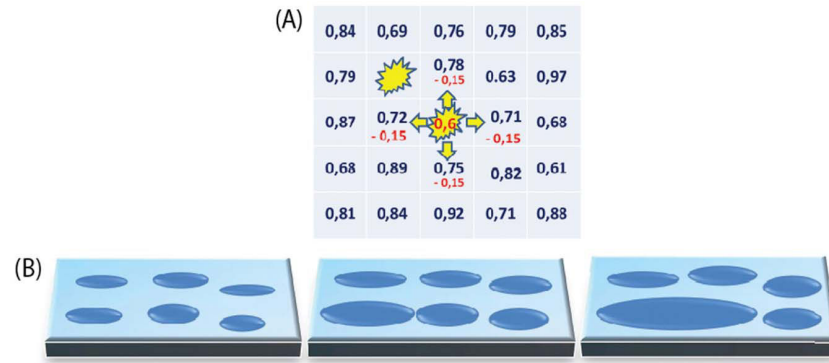 (A)
0,84 0,69 0,76 0,79 0,85
0,79 0,78 0.63 0,97
- 0,15
0,87 0,72 0,6 0,71 0,68
- 0,15 - 0,15
0,68 0,89 0,75 0,82 0,61
- 0,15
0,81 0,84 0,92 0,71 0,88
(B)